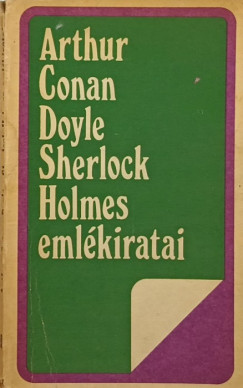 Arthur
Conan
Doyle
Sherlock
Holmes
emlékiratai